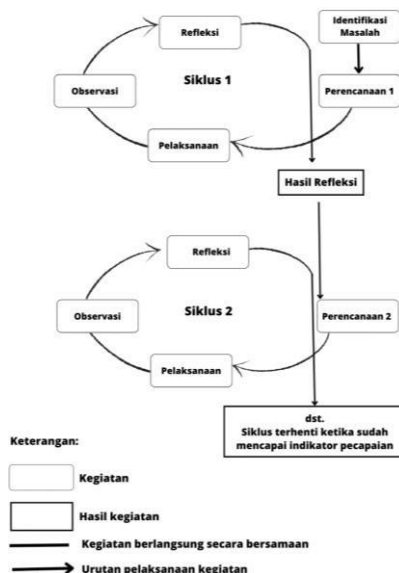 Refleksi
Identifikasi
Masalah
Observasi
Siklus 1
Perencanaan 1
Pelaksanaan
Hasil Refleksi
Refleksi
Observasi
Siklus 2
Perencanaan 2
Pelaksanaan
dst.
Siklus terhenti ketika sudah
mencapai indikator pecapaian
Keterangan:
Kegiatan
Hasil kegiatan
Kegiatan berlangsung secara bersamaan
Urutan pelaksanaan kegiatan